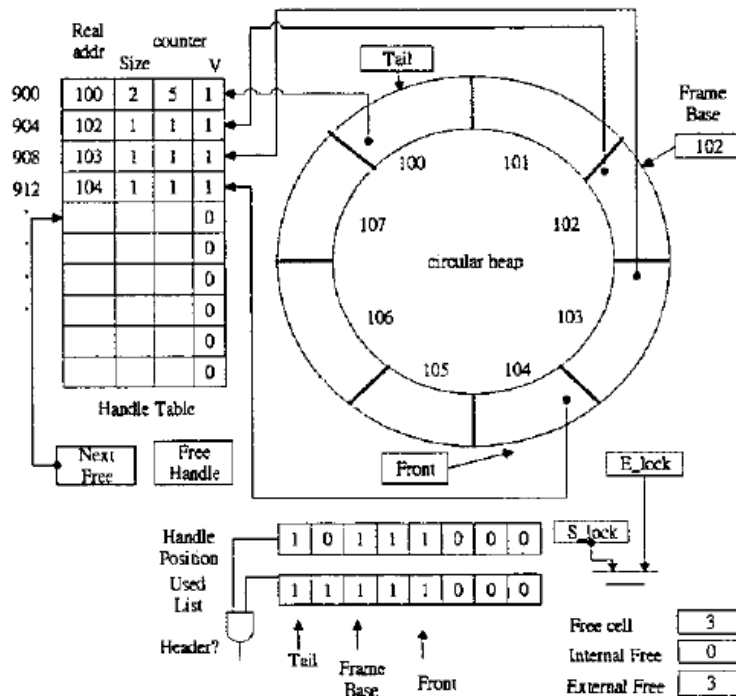 Real addr
counter
Size
V
Tail
900 100 2 5 1
904 102 1 1 1
908 103 1 1 1
912 104 1 1 1
0
0
0
0
0
0
Frame Base
102
100
101
107
102
circular heap
106
103
105
104
Handle Table
Next Free
Free Handle
Front
E_lock
S_lock
Handle Position
1 0 1 1 1 0 0 0
Used List
1 1 1 1 1 0 0 0
Header?
Tail
Frame Base
Front
Free cell 3
Internal Free 0
External Free 3